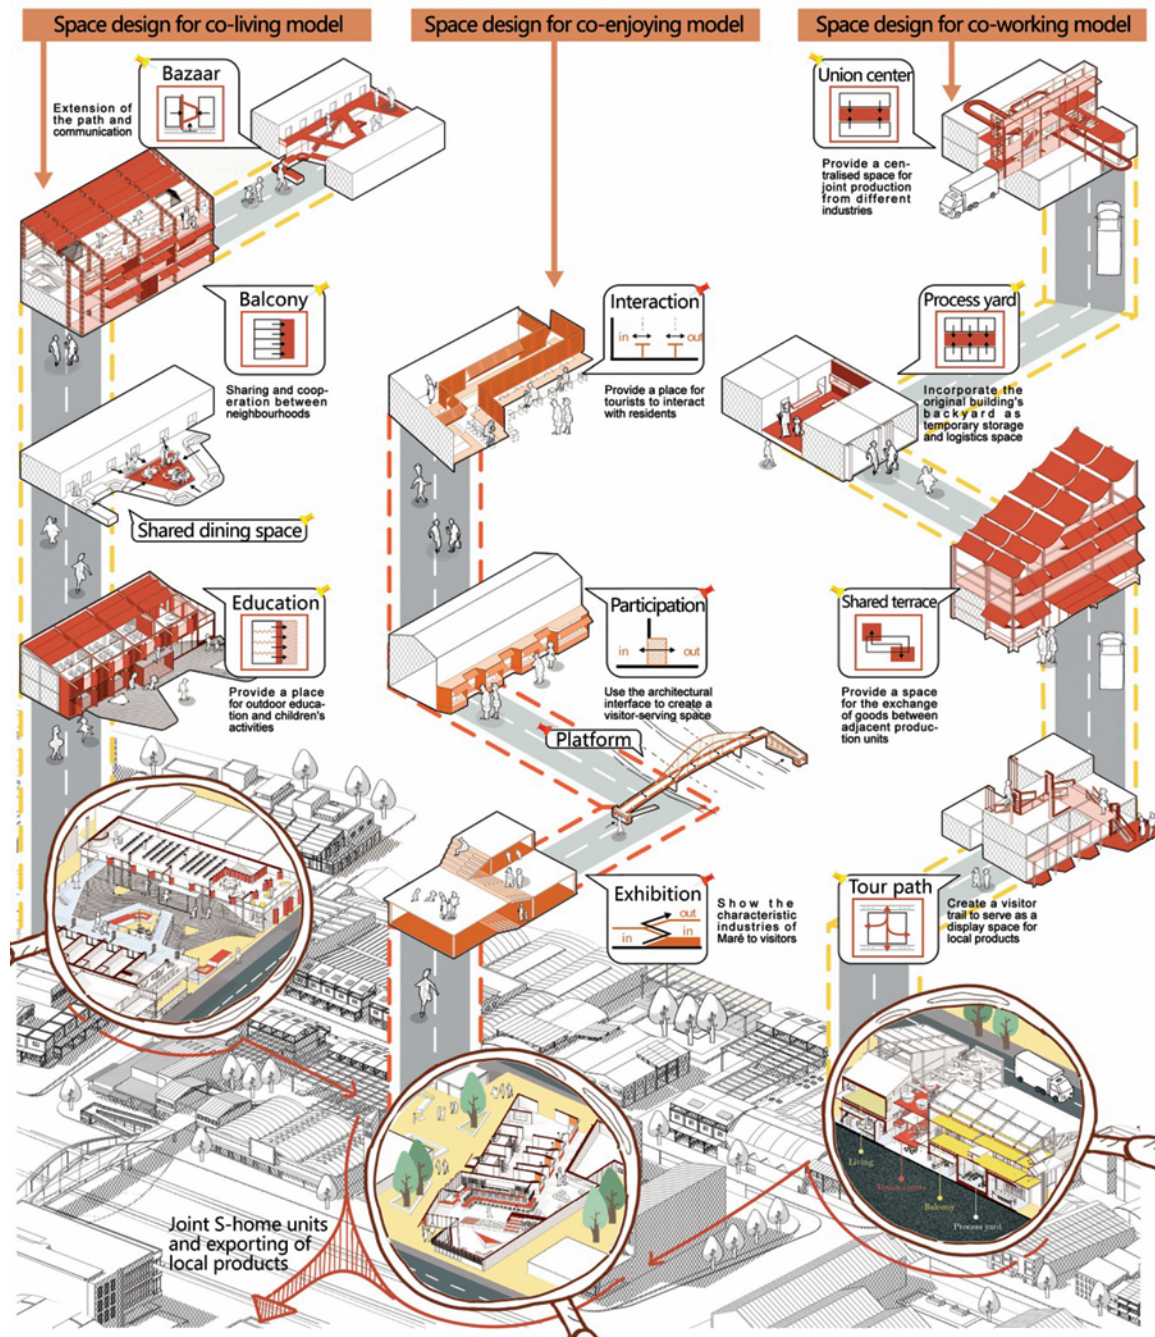 Space design for co-living model
Space design for co-enjoying model
Space design for co-working model
Bazaar
Extension of
the path and
communication
Balcony
Sharing and coop-
eration between
neighbourhoods
Shared dining space
Education
Provide a place
for outdoor educa-
tion and children's
activities
Interaction
in
out
Provide a place for
tourists to interact
with residents
Participation
in
out
Use the architectural
interface to create a
visitor-serving space
Platform
Exhibition
out
in
in
Show the
characteristic
industries of
Maré to visitors
Union center
Provide a cen-
tralised space for
joint production
from different
industries
Process yard
Incorporate the
original building's
backyard as
temporary storage
and logistics space
Shared terrace
Provide a space
for the exchange
of goods between
adjacent produc-
tion units
Tour path
Create a visitor
trail to serve as a
display space for
local products
Living
Balcony
Process yard
Joint S-home units
and exporting of
local products